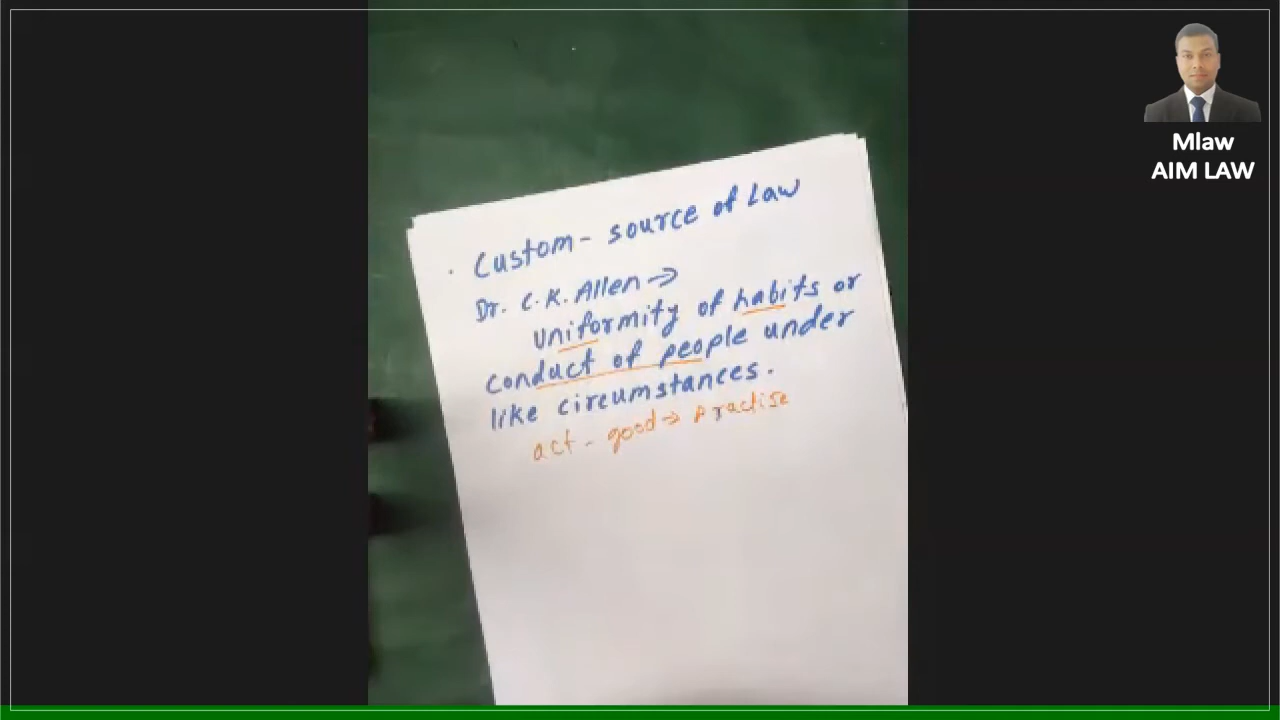 · Custom - source of Law
Dr. C.K. Allen →
Uniformity of habits or
conduct of people under
like circumstances.
act - good → Practise
Mlaw
AIM LAW